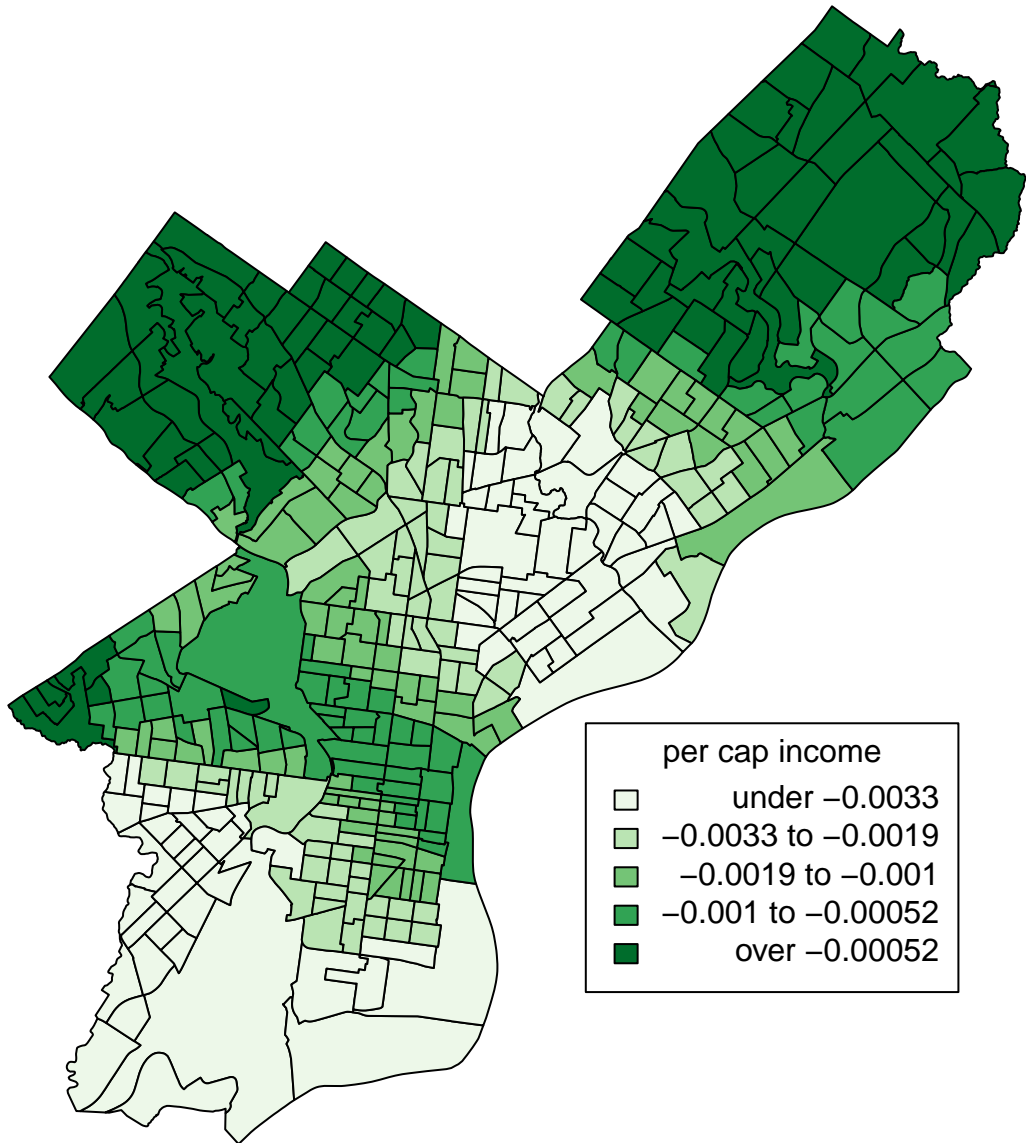 per cap income
under −0.0033
−0.0033 to −0.0019
−0.0019 to −0.001
−0.001 to −0.00052
over −0.00052